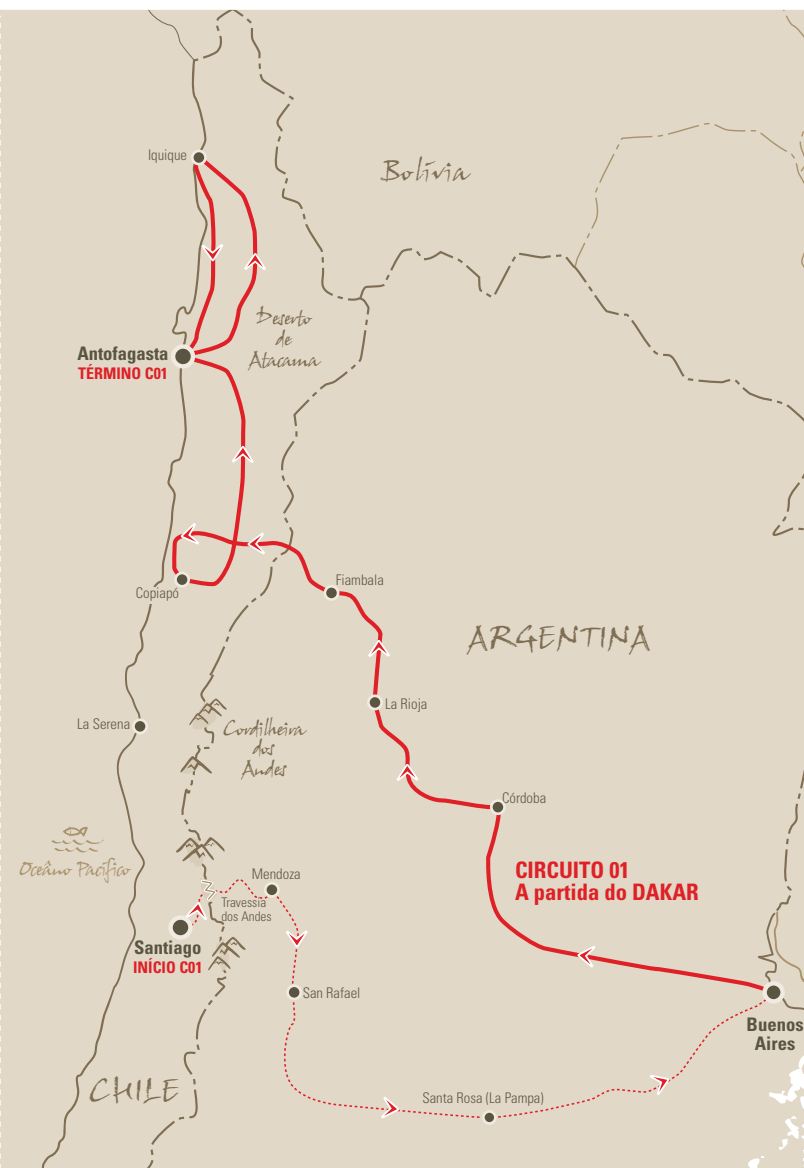 Iquique
Bolívia
Deserto
de
Atacama
Antofagasta
TÉRMINO C01
Copiapó
Fiambala
ARGENTINA
La Rioja
La Serena
Cordilheira
dos
Andes
Córdoba
Oceâno Pacífico
CIRCUITO 01
A partida do DAKAR
Mendoza
Travessia
dos Andes
Santiago
INÍCIO C01
San Rafael
Buenos
Aires
CHILE
Santa Rosa (La Pampa)